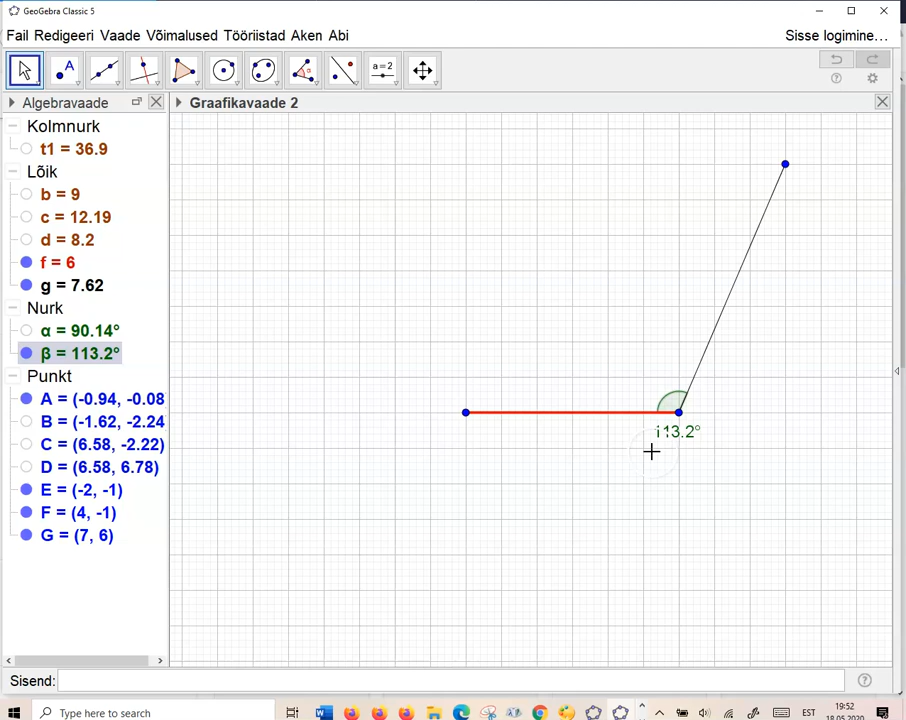 GeoGebra Classic 5
Fail Redigeeri Vaade Võimalused Tööriistad Aken Abi
Sisse logimine...
A
α
a=2
Algebravaade
Graafikavaade 2
Kolmnurk
t1 = 36.9
Lõik
b = 9
c = 12.19
d = 8.2
f = 6
g = 7.62
Nurk
α = 90.14°
β = 113.2°
Punkt
A = (-0.94, -0.08
B = (-1.62, -2.24
C = (6.58, -2.22)
D = (6.58, 6.78)
E = (-2, -1)
F = (4, -1)
G = (7, 6)
113.2°
Sisend:
Type here to search
EST
19:52
18.05.2020